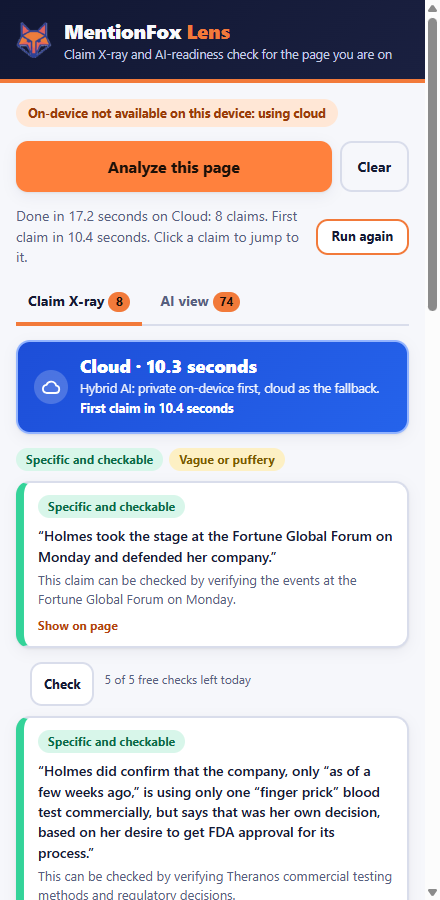 MentionFox Lens
Claim X-ray and AI-readiness check for the page you are on
On-device not available on this device: using cloud
Analyze this page
Clear
Done in 17.2 seconds on Cloud: 8 claims. First
claim in 10.4 seconds. Click a claim to jump to
it.
Run again
Claim X-ray 8
AI view 74
Cloud · 10.3 seconds
Hybrid AI: private on-device first, cloud as the fallback.
First claim in 10.4 seconds
Specific and checkable
Vague or puffery
Specific and checkable
“Holmes took the stage at the Fortune Global Forum on
Monday and defended her company.”
This claim can be checked by verifying the events at the
Fortune Global Forum on Monday.
Show on page
Check
5 of 5 free checks left today
Specific and checkable
“Holmes did confirm that the company, only “as of a
few weeks ago,” is using only one “finger prick” blood
test commercially, but says that was her own decision,
based on her desire to get FDA approval for its
process.”
This can be checked by verifying Theranos commercial testing
methods and regulatory decisions.